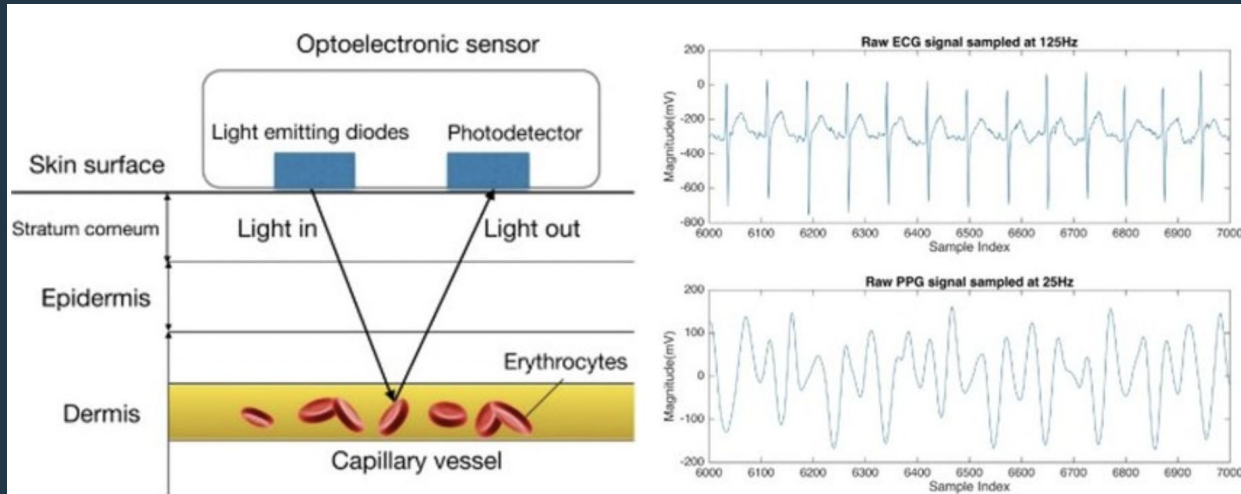 Optoelectronic sensor
Light emitting diodes
Photodetector
Skin surface
Stratum corneum
Light in
Light out
Epidermis
Erythrocytes
Dermis
Capillary vessel
Raw ECG signal sampled at 125Hz
Magnitude(mV)
200
0
-200
-400
-600
-800
6000 6100 6200 6300 6400 6500 6600 6700 6800 6900 7000
Sample Index
Raw PPG signal sampled at 25Hz
Magnitude(mV)
200
100
0
-100
-200
6000 6100 6200 6300 6400 6500 6600 6700 6800 6900 7000
Sample Index